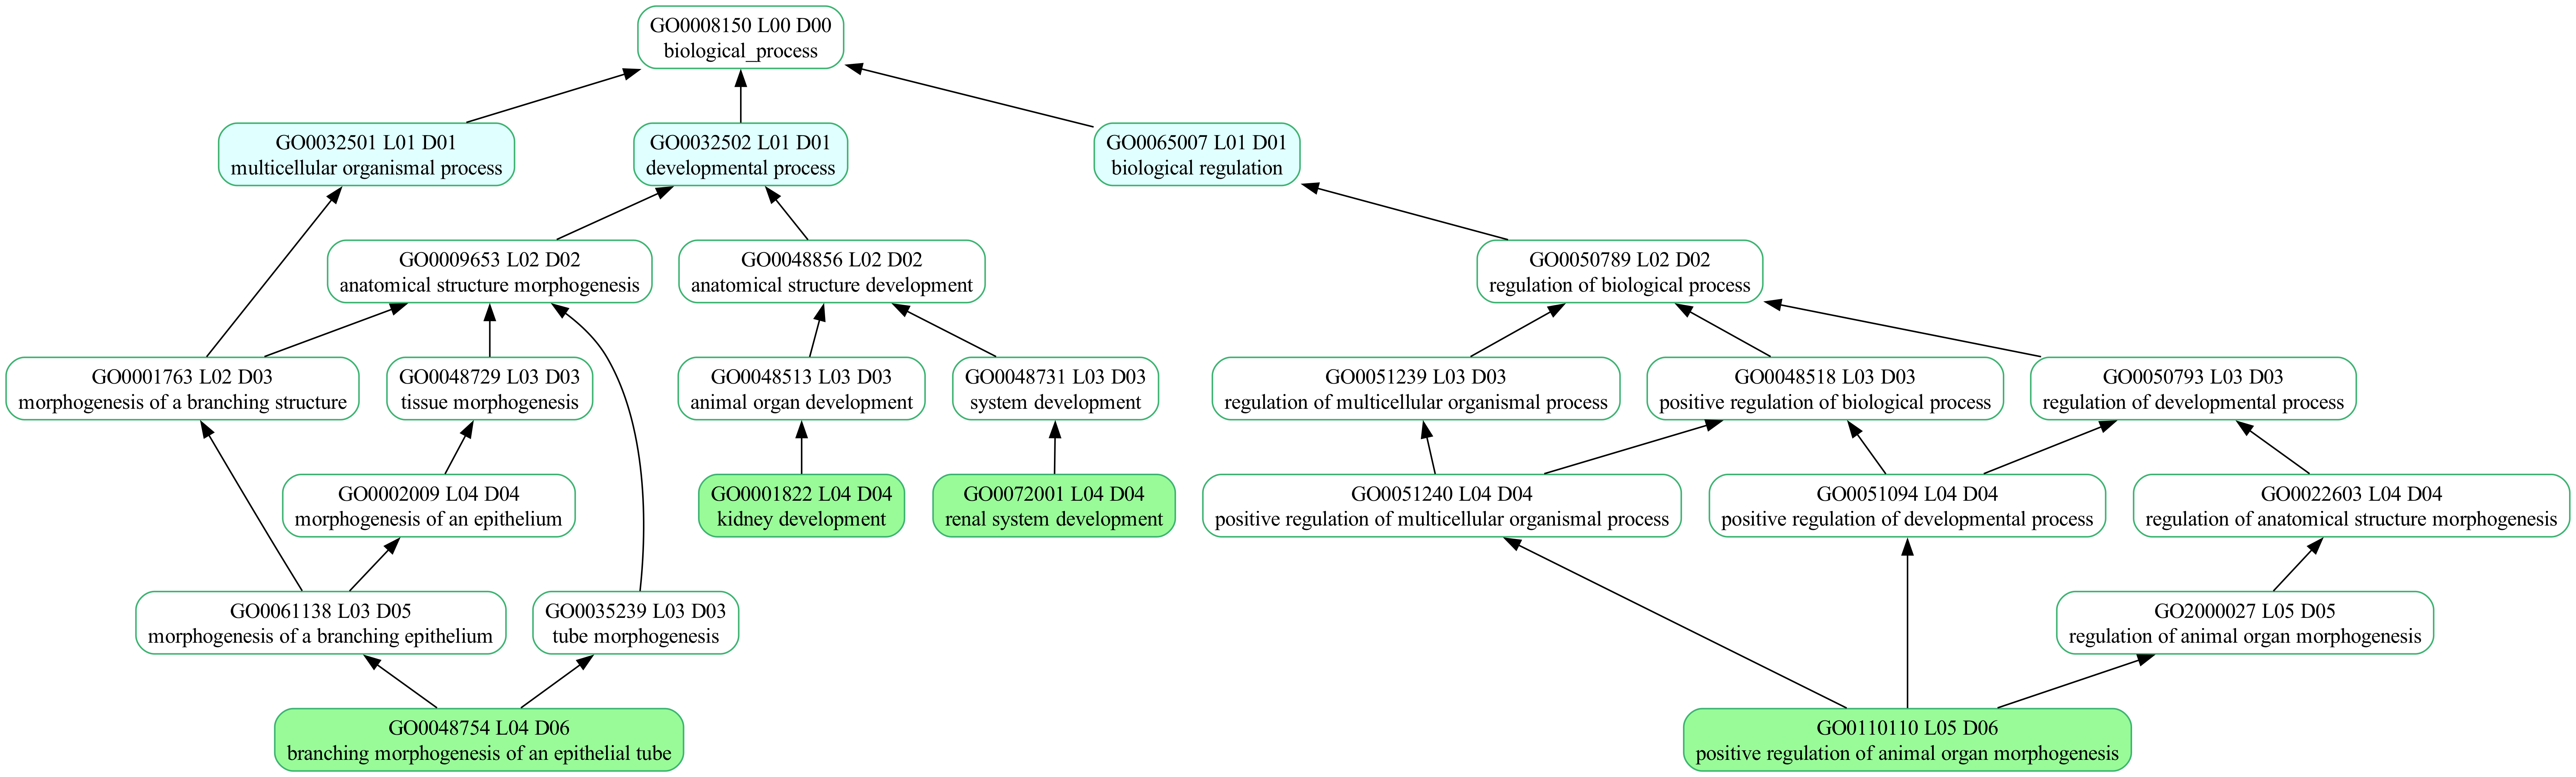 GO0008150 L00 D00
biological_process
GO0032501 L01 D01
multicellular organismal process
GO0032502 L01 D01
developmental process
GO0065007 L01 D01
biological regulation
GO0009653 L02 D02
anatomical structure morphogenesis
GO0048856 L02 D02
anatomical structure development
GO0050789 L02 D02
regulation of biological process
GO0001763 L02 D03
morphogenesis of a branching structure
GO0048729 L03 D03
tissue morphogenesis
GO0048513 L03 D03
animal organ development
GO0048731 L03 D03
system development
GO0051239 L03 D03
regulation of multicellular organismal process
GO0048518 L03 D03
positive regulation of biological process
GO0050793 L03 D03
regulation of developmental process
GO0002009 L04 D04
morphogenesis of an epithelium
GO0001822 L04 D04
kidney development
GO0072001 L04 D04
renal system development
GO0051240 L04 D04
positive regulation of multicellular organismal process
GO0051094 L04 D04
positive regulation of developmental process
GO0022603 L04 D04
regulation of anatomical structure morphogenesis
GO0061138 L03 D05
morphogenesis of a branching epithelium
GO0035239 L03 D03
tube morphogenesis
GO2000027 L05 D05
regulation of animal organ morphogenesis
GO0048754 L04 D06
branching morphogenesis of an epithelial tube
GO0110110 L05 D06
positive regulation of animal organ morphogenesis